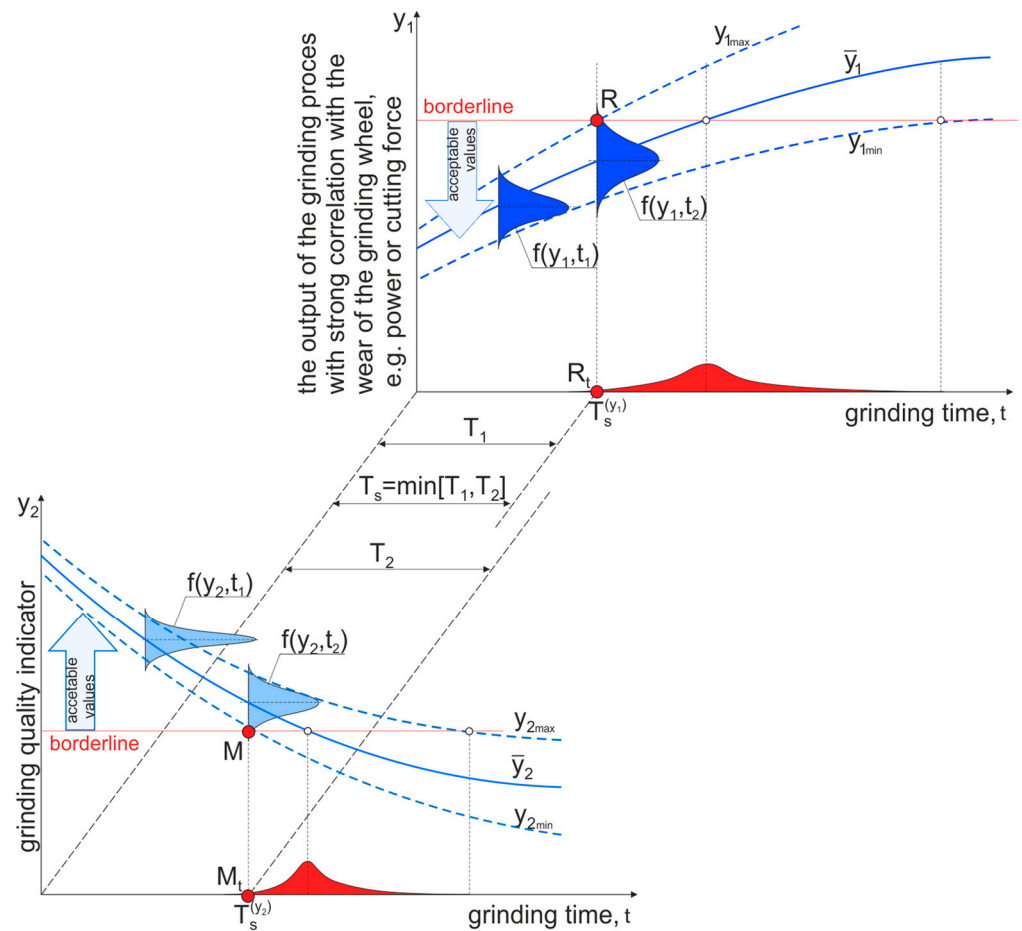 y₁
the output of the grinding proces
with strong correlation with the
wear of the grinding wheel,
e.g. power or cutting force
y₁max
ȳ₁
borderline
R
acceptable
values
y₁min
f(y₁,t₂)
f(y₁,t₁)
Rₜ
Tₛ⁽ʸ¹⁾
grinding time, t
T₁
Tₛ=min[T₁,T₂]
T₂
y₂
grinding quality indicator
f(y₂,t₁)
f(y₂,t₂)
accetable
values
borderline
M
y₂max
ȳ₂
y₂min
Mₜ
Tₛ⁽ʸ²⁾
grinding time, t